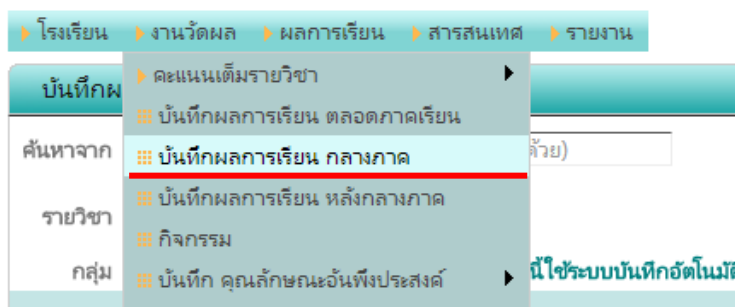 โรงเรียน งานวัดผล ผลการเรียน สารสนเทศ รายงาน
บันทึกผ
คะแนนเต็มรายวิชา
บันทึกผลการเรียน ตลอดภาคเรียน
ค้นหาจาก
บันทึกผลการเรียน กลางภาค
ด้วย)
บันทึกผลการเรียน หลังกลางภาค
รายวิชา
กิจกรรม
กลุ่ม
บันทึก คุณลักษณะอันพึงประสงค์
นี้ใช้ระบบบันทึกอัตโนมัติ